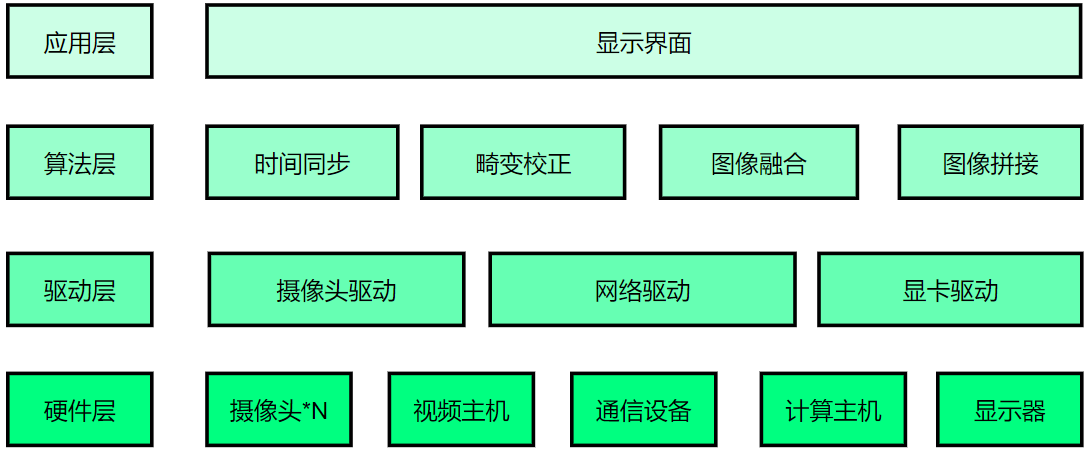 应用层
显示界面
算法层
时间同步
畸变校正
图像融合
图像拼接
驱动层
摄像头驱动
网络驱动
显卡驱动
硬件层
摄像头*N
视频主机
通信设备
计算主机
显示器